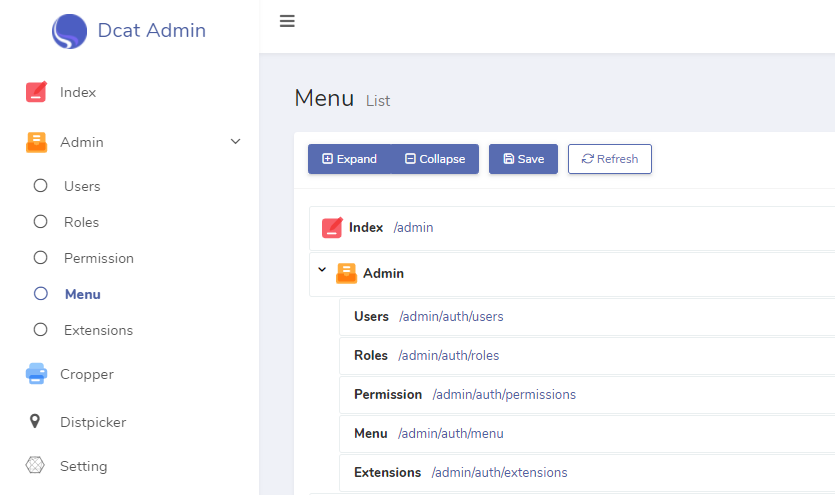 Dcat Admin
Index
Admin
Users
Roles
Permission
Menu
Extensions
Cropper
Distpicker
Setting
Menu List
Expand Collapse Save Refresh
Index /admin
Admin
Users /admin/auth/users
Roles /admin/auth/roles
Permission /admin/auth/permissions
Menu /admin/auth/menu
Extensions /admin/auth/extensions